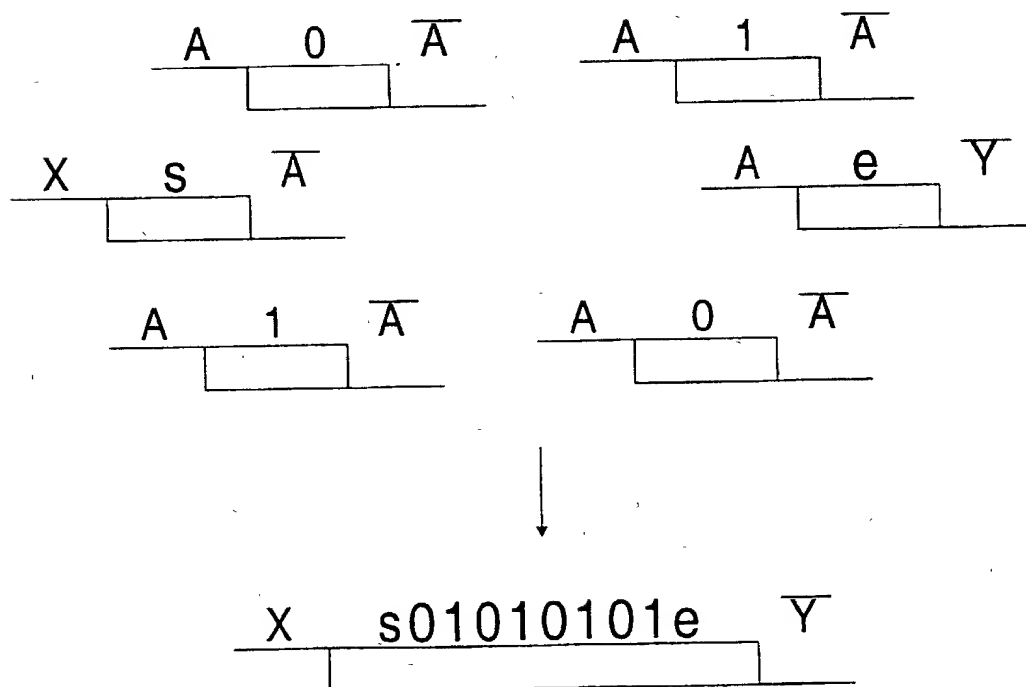 A 0 A̅ A 1 A̅
X s A̅ A e Y̅
A 1 A̅ A 0 A̅
X s01010101e Y̅